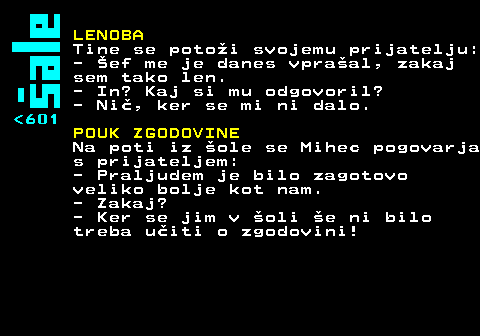 Šale
<601
LENOBA
Tine se potoži svojemu prijatelju:
- Šef me je danes vprašal, zakaj
sem tako len.
- In? Kaj si mu odgovoril?
- Nič, ker se mi ni dalo.
POUK ZGODOVINE
Na poti iz šole se Mihec pogovarja
s prijateljem:
- Praljudem je bilo zagotovo
veliko bolje kot nam.
- Zakaj?
- Ker se jim v šoli še ni bilo
treba učiti o zgodovini!